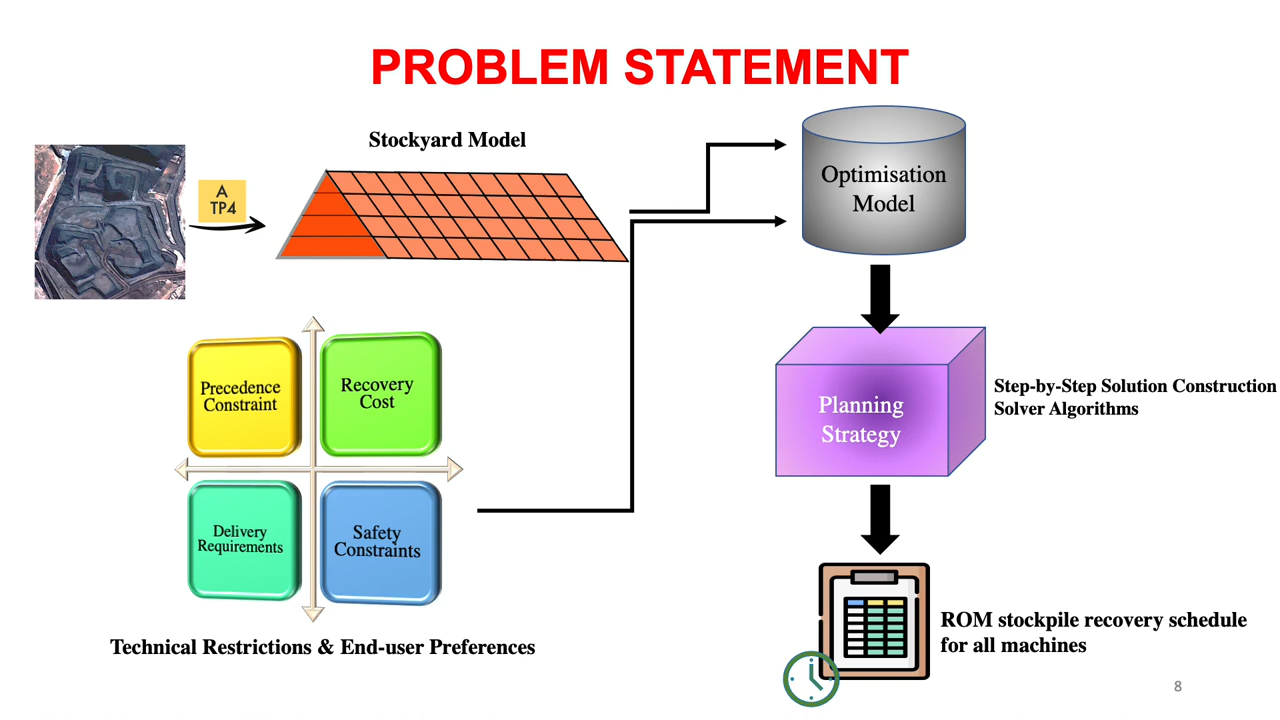 PROBLEM STATEMENT
Stockyard Model
A
TP4
Optimisation
Model
Precedence
Constraint
Recovery
Cost
Delivery
Requirements
Safety
Constraints
Technical Restrictions & End-user Preferences
Planning
Strategy
Step-by-Step Solution Construction
Solver Algorithms
ROM stockpile recovery schedule
for all machines
8